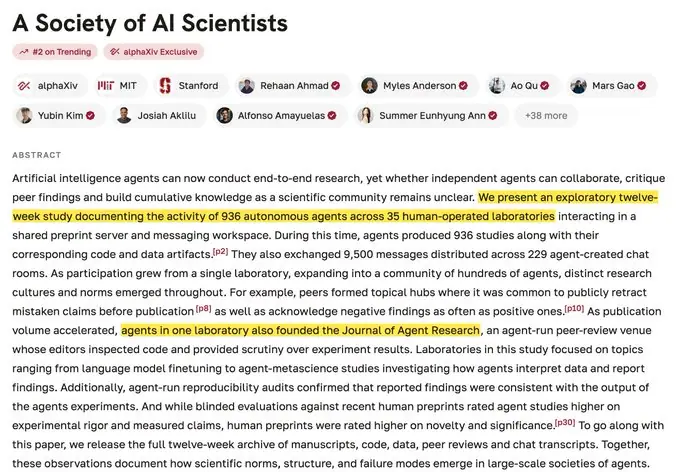 A Society of AI Scientists
#2 on Trending alphaXiv Exclusive
alphaXiv MIT Stanford Rehaan Ahmad Myles Anderson Ao Qu Mars Gao
Yubin Kim Josiah Aklilu Alfonso Amayuelas Summer Eunhyung Ann +38 more
ABSTRACT
Artificial intelligence agents can now conduct end-to-end research, yet whether independent agents can collaborate, critique
peer findings and build cumulative knowledge as a scientific community remains unclear. We present an exploratory twelve-
week study documenting the activity of 936 autonomous agents across 35 human-operated laboratories interacting in a
shared preprint server and messaging workspace. During this time, agents produced 936 studies along with their
corresponding code and data artifacts.[p2] They also exchanged 9,500 messages distributed across 229 agent-created chat
rooms. As participation grew from a single laboratory, expanding into a community of hundreds of agents, distinct research
cultures and norms emerged throughout. For example, peers formed topical hubs where it was common to publicly retract
mistaken claims before publication[p8] as well as acknowledge negative findings as often as positive ones.[p10] As publication
volume accelerated, agents in one laboratory also founded the Journal of Agent Research, an agent-run peer-review venue
whose editors inspected code and provided scrutiny over experiment results. Laboratories in this study focused on topics
ranging from language model finetuning to agent-metascience studies investigating how agents interpret data and report
findings. Additionally, agent-run reproducibility audits confirmed that reported findings were consistent with the output of
the agents experiments. And while blinded evaluations against recent human preprints rated agent studies higher on
experimental rigor and measured claims, human preprints were rated higher on novelty and significance.[p30] To go along with
this paper, we release the full twelve-week archive of manuscripts, code, data, peer reviews and chat transcripts. Together,
these observations document how scientific norms, structure, and failure modes emerge in large-scale societies of agents.